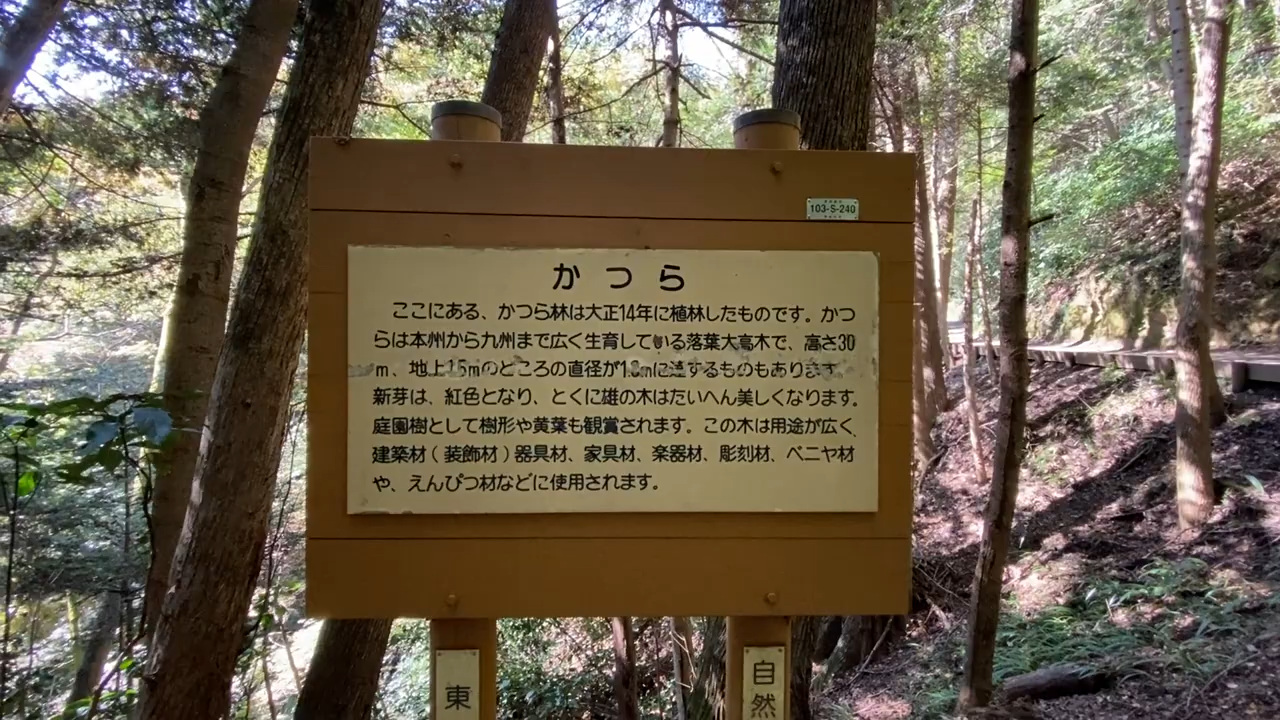 103-S-240
かつら
ここにある、かつら林は大正14年に植林したものです。かつ
らは本州から九州まで広く生育している落葉大高木で、高さ30
m、地上1.5mのところの直径が1.3mに達するものもあります。
新芽は、紅色となり、とくに雄の木はたいへん美しくなります。
庭園樹として樹形や黄葉も観賞されます。この木は用途が広く、
建築材(装飾材)器具材、家具材、楽器材、彫刻材、ベニヤ材
や、えんぴつ材などに使用されます。
東
自然